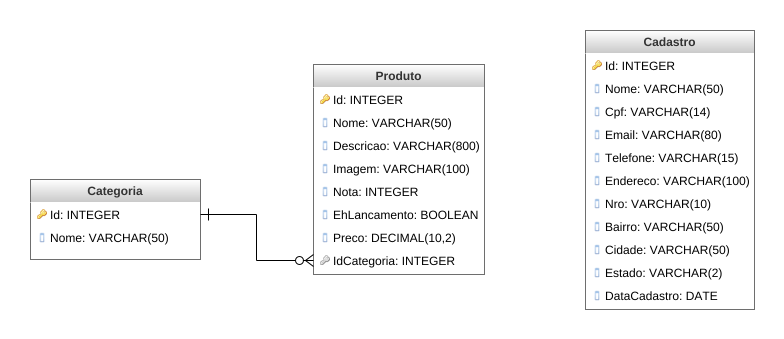 Categoria
Id: INTEGER
Nome: VARCHAR(50)
Produto
Id: INTEGER
Nome: VARCHAR(50)
Descricao: VARCHAR(800)
Imagem: VARCHAR(100)
Nota: INTEGER
EhLancamento: BOOLEAN
Preco: DECIMAL(10,2)
IdCategoria: INTEGER
Cadastro
Id: INTEGER
Nome: VARCHAR(50)
Cpf: VARCHAR(14)
Email: VARCHAR(80)
Telefone: VARCHAR(15)
Endereco: VARCHAR(100)
Nro: VARCHAR(10)
Bairro: VARCHAR(50)
Cidade: VARCHAR(50)
Estado: VARCHAR(2)
DataCadastro: DATE